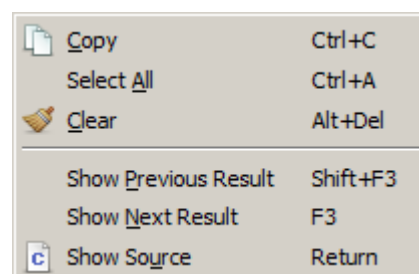 Copy Ctrl+C
Select All Ctrl+A
Clear Alt+Del
Show Previous Result Shift+F3
Show Next Result F3
c Show Source Return